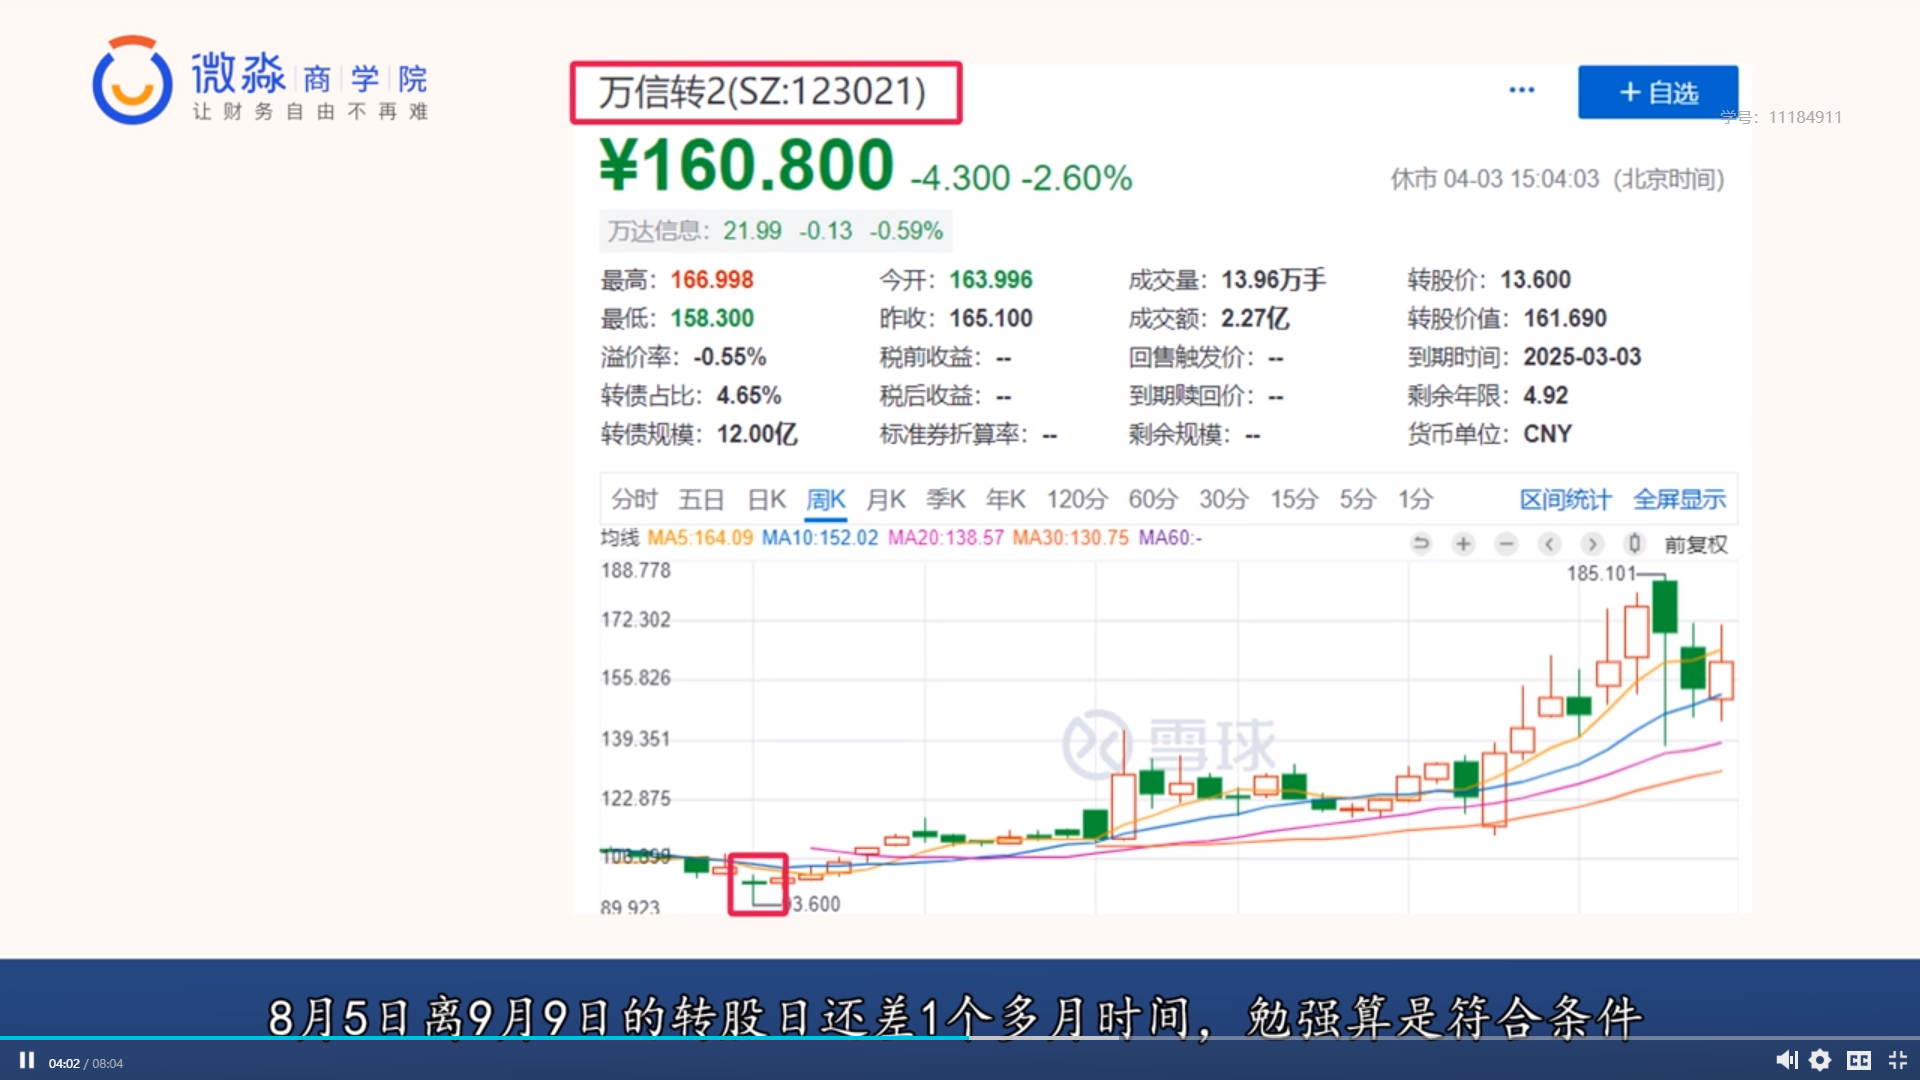 微淼 商 学 院
让财务自由不再难
万信转2(SZ:123021)
···
+ 自选
学号：11184911
¥160.800 -4.300 -2.60%
休市 04-03 15:04:03 (北京时间)
万达信息： 21.99 -0.13 -0.59%
最高：166.998 今开：163.996 成交量：13.96万手 转股价：13.600
最低：158.300 昨收：165.100 成交额：2.27亿 转股价值：161.690
溢价率：-0.55% 税前收益：-- 回售触发价：-- 到期时间：2025-03-03
转债占比：4.65% 税后收益：-- 到期赎回价：-- 剩余年限：4.92
转债规模：12.00亿 标准券折算率：-- 剩余规模：-- 货币单位：CNY
分时 五日 日K 周K 月K 季K 年K 120分 60分 30分 15分 5分 1分 区间统计 全屏显示
均线 MA5:164.09 MA10:152.02 MA20:138.57 MA30:130.75 MA60:-
前复权
188.778
185.101
172.302
155.826
139.351
雪球
122.875
106.399
89.923
93.600
8月5日离9月9日的转股日还差1个多月时间，勉强算是符合条件
04:02 / 08:04
CC